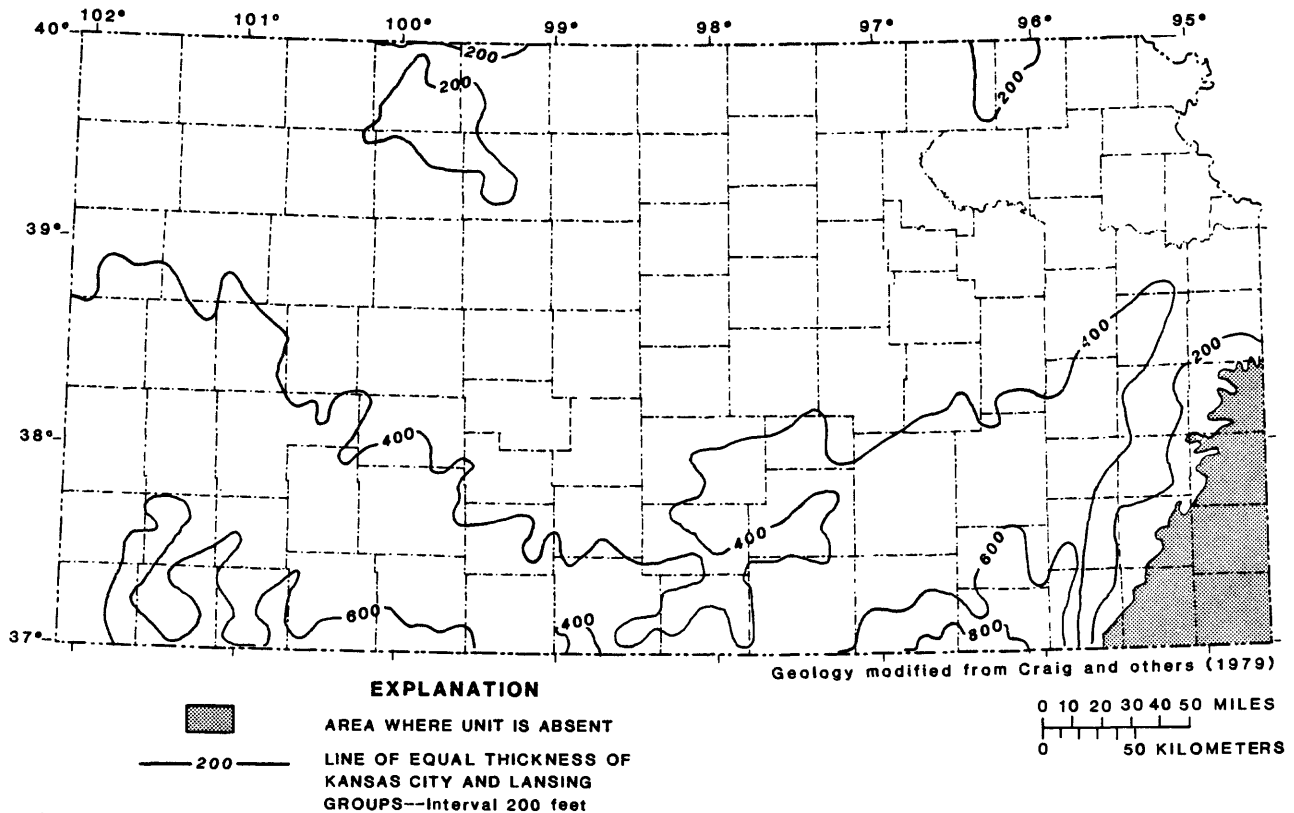 102° 101° 100° 99° 98° 97° 96° 95°
40°
200
200
200
39°
400
200
38°
400
400
600
37°
600
400
800
Geology modified from Craig and others (1979)
EXPLANATION
AREA WHERE UNIT IS ABSENT
200
LINE OF EQUAL THICKNESS OF
KANSAS CITY AND LANSING
GROUPS--Interval 200 feet
0 10 20 30 40 50 MILES
0 50 KILOMETERS